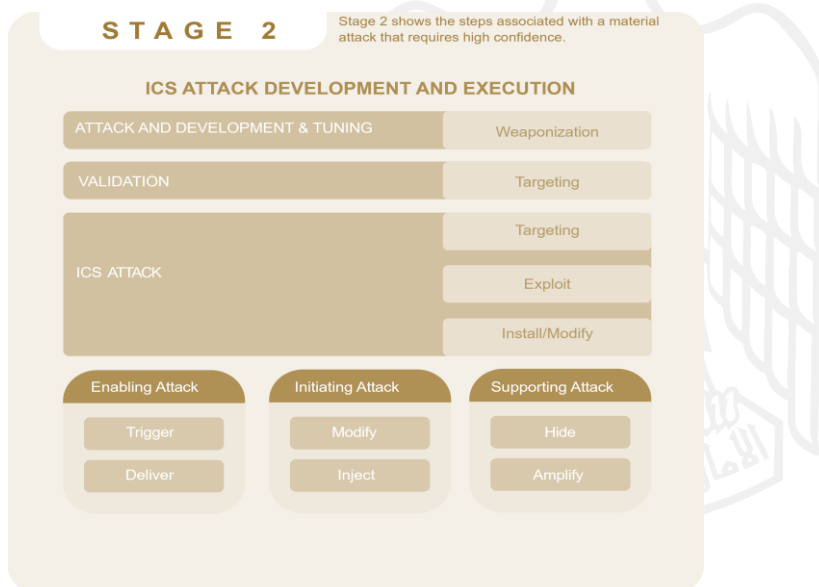 STAGE 2
Stage 2 shows the steps associated with a material
attack that requires high confidence.
ICS ATTACK DEVELOPMENT AND EXECUTION
ATTACK AND DEVELOPMENT & TUNING
Weaponization
VALIDATION
Targeting
ICS ATTACK
Targeting
Exploit
Install/Modify
Enabling Attack
Trigger
Deliver
Initiating Attack
Modify
Inject
Supporting Attack
Hide
Amplify